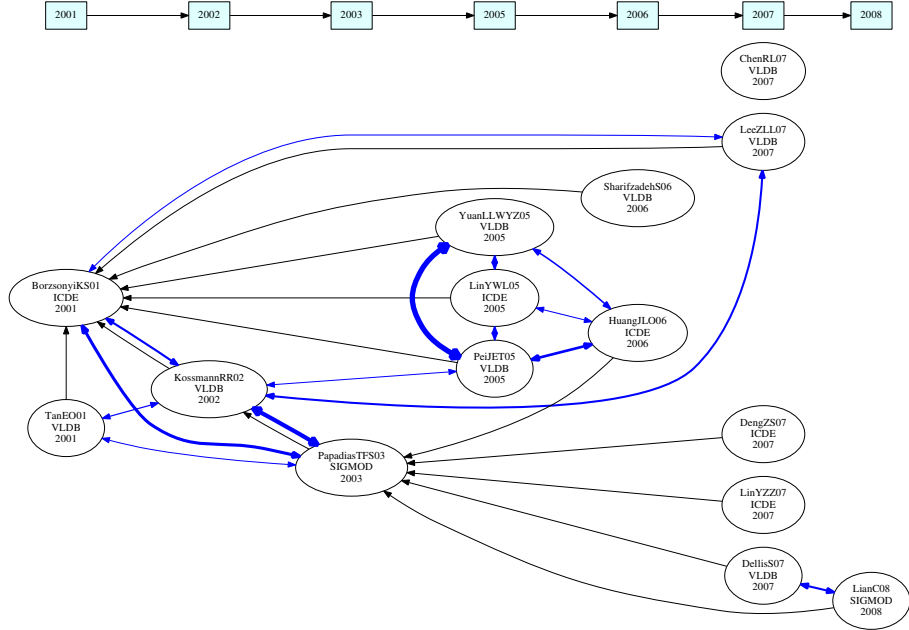 2001
2002
2003
2005
2006
2007
2008
ChenRL07
VLDB
2007
LeeZLL07
VLDB
2007
SharifzadehS06
VLDB
2006
YuanLLWYZ05
VLDB
2005
BorzsonyiKS01
ICDE
2001
LinYWL05
ICDE
2005
HuangJLO06
ICDE
2006
PeiJET05
VLDB
2005
KossmannRR02
VLDB
2002
TanEO01
VLDB
2001
PapadiasTFS03
SIGMOD
2003
DengZS07
ICDE
2007
LinYZZ07
ICDE
2007
DellisS07
VLDB
2007
LianC08
SIGMOD
2008